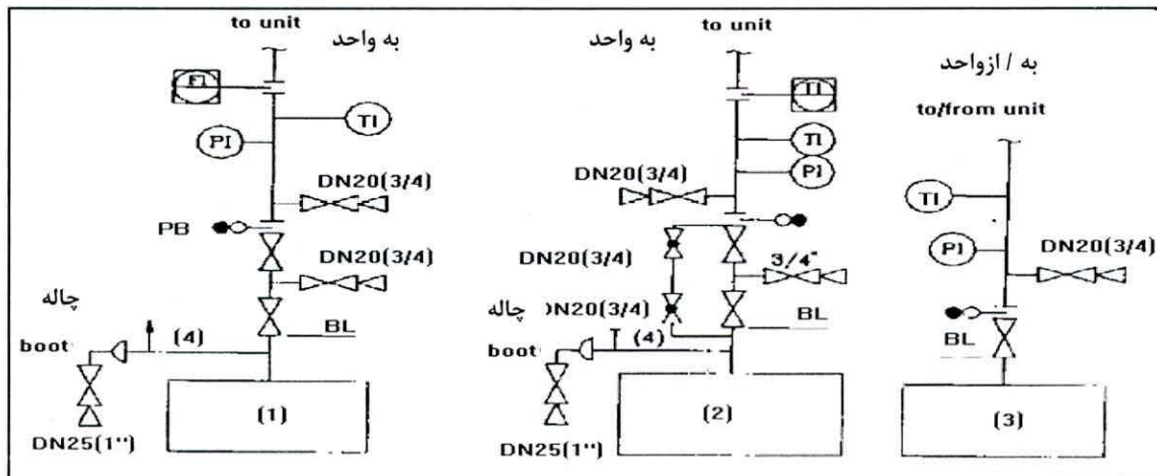 to unit
به واحد
FI
TI
PI
DN20(3/4)
PB
DN20(3/4)
چاله
BL
boot
(4)
(1)
DN25(1")
به واحد
to unit
TI
PI
DN20(3/4)
DN20(3/4)
3/4"
چاله
)N20(3/4)
BL
boot
(4)
(2)
DN25(1")
به / ازواحد
to/from unit
TI
PI
DN20(3/4)
BL
(3)